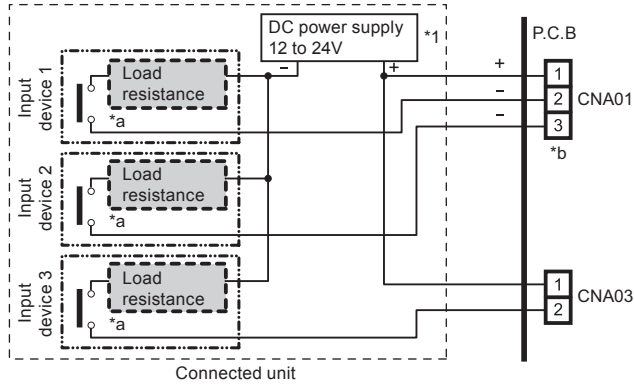 DC power supply
12 to 24V
*1
P.C.B
−
+
+
−
−
1
2
3
CNA01
*b
Input
device 1
Load
resistance
*a
Input
device 2
Load
resistance
*a
Input
device 3
Load
resistance
*a
1
2
CNA03
Connected unit